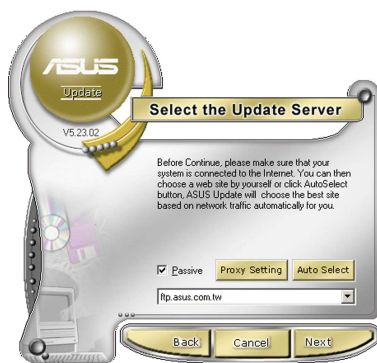 ASUS
Update
V5.23.02
Select the Update Server
Before Continue, please make sure that your
system is connected to the Internet. You can then
choose a web site by yourself or click AutoSelect
button, ASUS Update will choose the best site
based on network traffic automatically for you.
Passive
Proxy Setting
Auto Select
ftp.asus.com.tw
Back
Cancel
Next